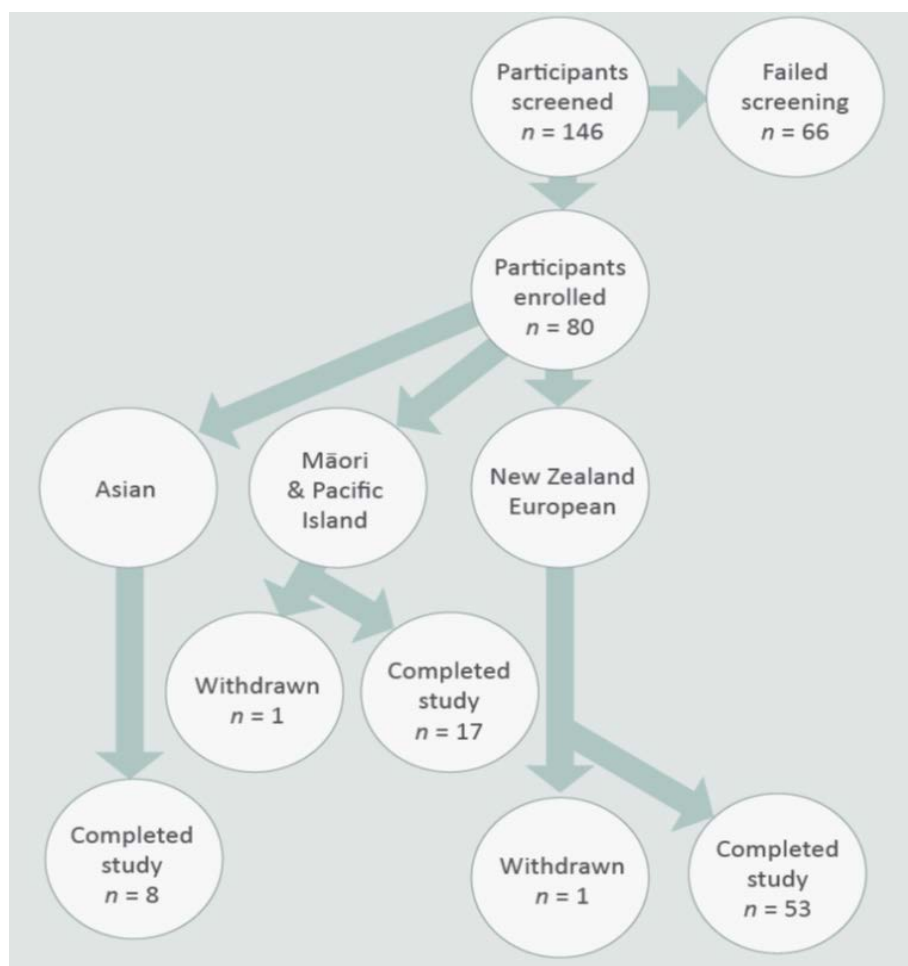 Participants
screened
n = 146
Failed
screening
n = 66
Participants
enrolled
n = 80
Asian
Māori
& Pacific
Island
New Zealand
European
Withdrawn
n = 1
Completed
study
n = 17
Completed
study
n = 8
Withdrawn
n = 1
Completed
study
n = 53